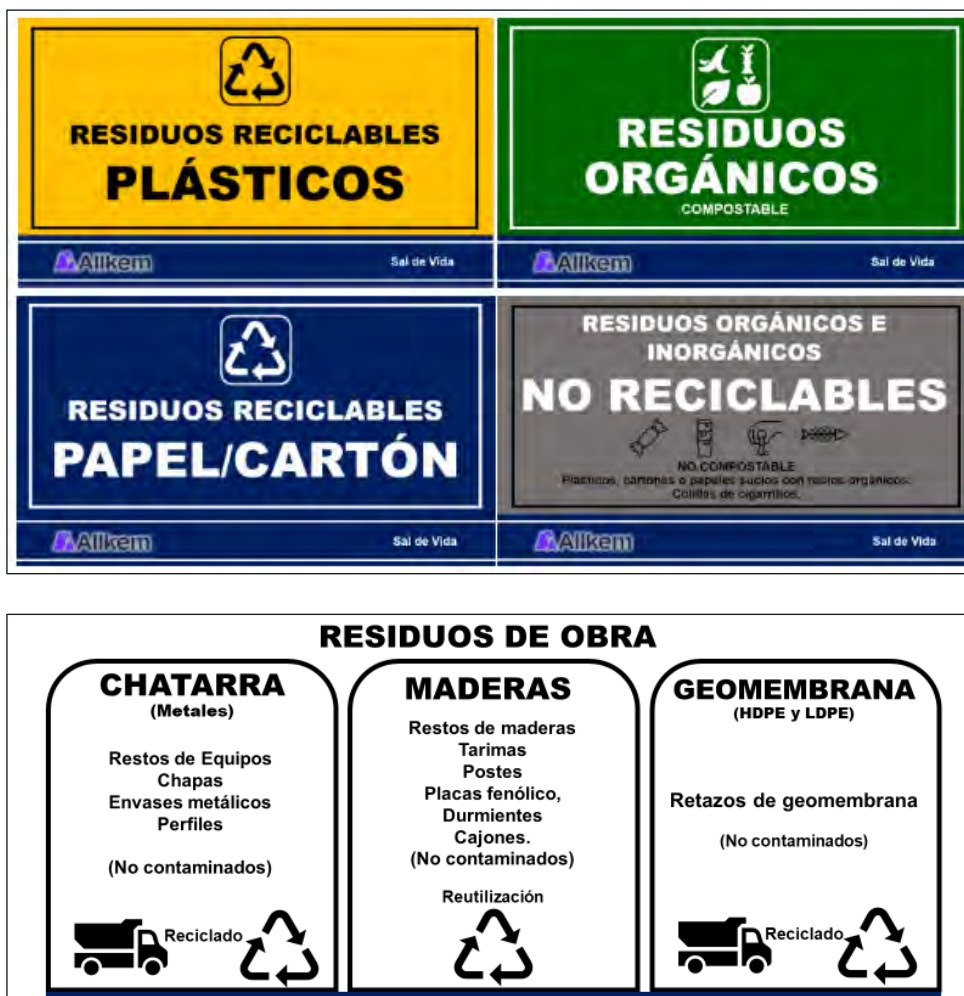 RESIDUOS RECICLABLES
PLÁSTICOS
Allkem
Sal de Vida
RESIDUOS
ORGÁNICOS
COMPOSTABLE
Allkem
Sal de Vida
RESIDUOS RECICLABLES
PAPEL/CARTÓN
Allkem
Sal de Vida
RESIDUOS ORGÁNICOS E
INORGÁNICOS
NO RECICLABLES
NO COMPOSTABLE
Plásticos, cartones o papeles sucios con restos orgánicos.
Colillas de cigarrillos.
Allkem
Sal de Vida
RESIDUOS DE OBRA
CHATARRA
(Metales)
Restos de Equipos
Chapas
Envases metálicos
Perfiles
(No contaminados)
Reciclado
MADERAS
Restos de maderas
Tarimas
Postes
Placas fenólico,
Durmientes
Cajones.
(No contaminados)
Reutilización
GEOMEMBRANA
(HDPE y LDPE)
Retazos de geomembrana
(No contaminados)
Reciclado